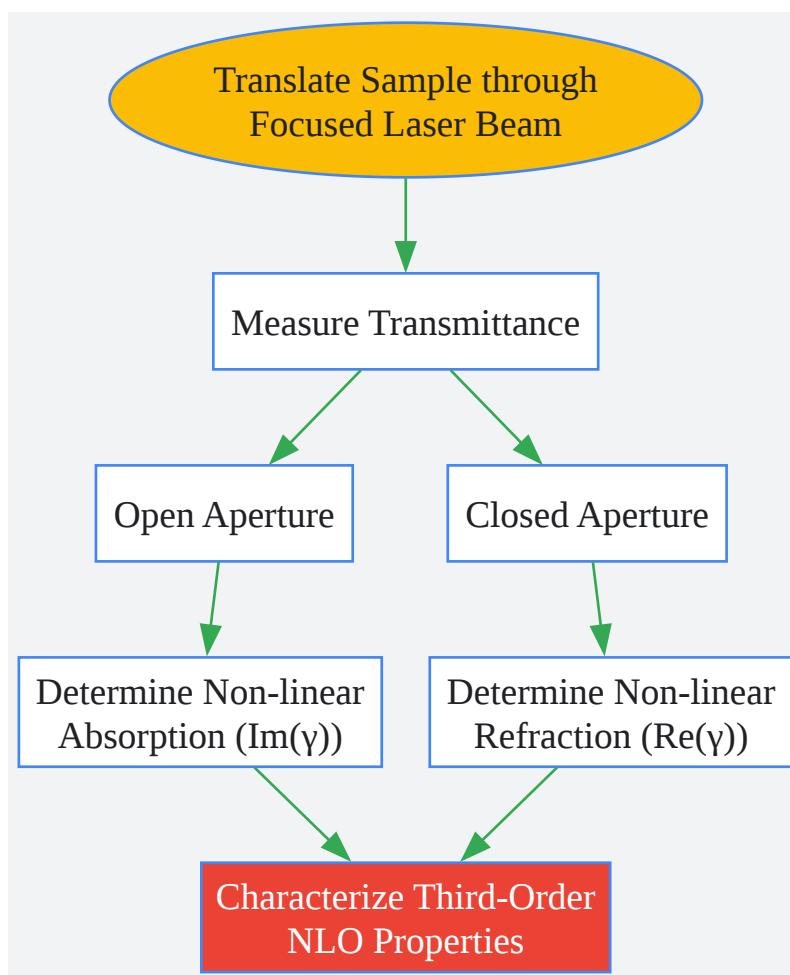 Translate Sample through
Focused Laser Beam
Measure Transmittance
Open Aperture
Closed Aperture
Determine Non-linear
Absorption (Im(γ))
Determine Non-linear
Refraction (Re(γ))
Characterize Third-Order
NLO Properties